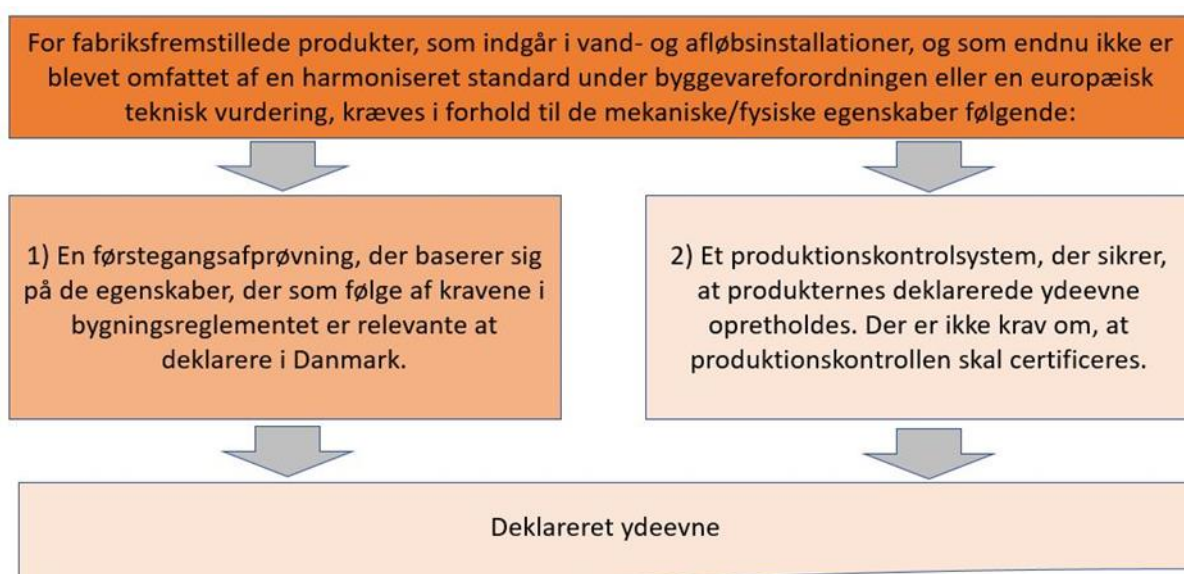 For fabriksfremstillede produkter, som indgår i vand- og afløbsinstallationer, og som endnu ikke er
blevet omfattet af en harmoniseret standard under byggevareforordningen eller en europæisk
teknisk vurdering, kræves i forhold til de mekaniske/fysiske egenskaber følgende:
1) En førstegangsafprøvning, der baserer sig
på de egenskaber, der som følge af kravene i
bygningsreglementet er relevante at
deklarere i Danmark.
2) Et produktionskontrolsystem, der sikrer,
at produkternes deklarerede ydeevne
opretholdes. Der er ikke krav om, at
produktionskontrollen skal certificeres.
Deklareret ydeevne